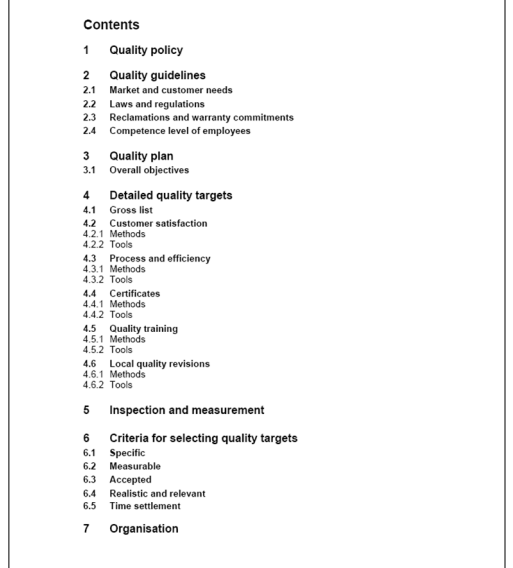 Contents
1 Quality policy
2 Quality guidelines
2.1 Market and customer needs
2.2 Laws and regulations
2.3 Reclamations and warranty commitments
2.4 Competence level of employees
3 Quality plan
3.1 Overall objectives
4 Detailed quality targets
4.1 Gross list
4.2 Customer satisfaction
4.2.1 Methods
4.2.2 Tools
4.3 Process and efficiency
4.3.1 Methods
4.3.2 Tools
4.4 Certificates
4.4.1 Methods
4.4.2 Tools
4.5 Quality training
4.5.1 Methods
4.5.2 Tools
4.6 Local quality revisions
4.6.1 Methods
4.6.2 Tools
5 Inspection and measurement
6 Criteria for selecting quality targets
6.1 Specific
6.2 Measurable
6.3 Accepted
6.4 Realistic and relevant
6.5 Time settlement
7 Organisation